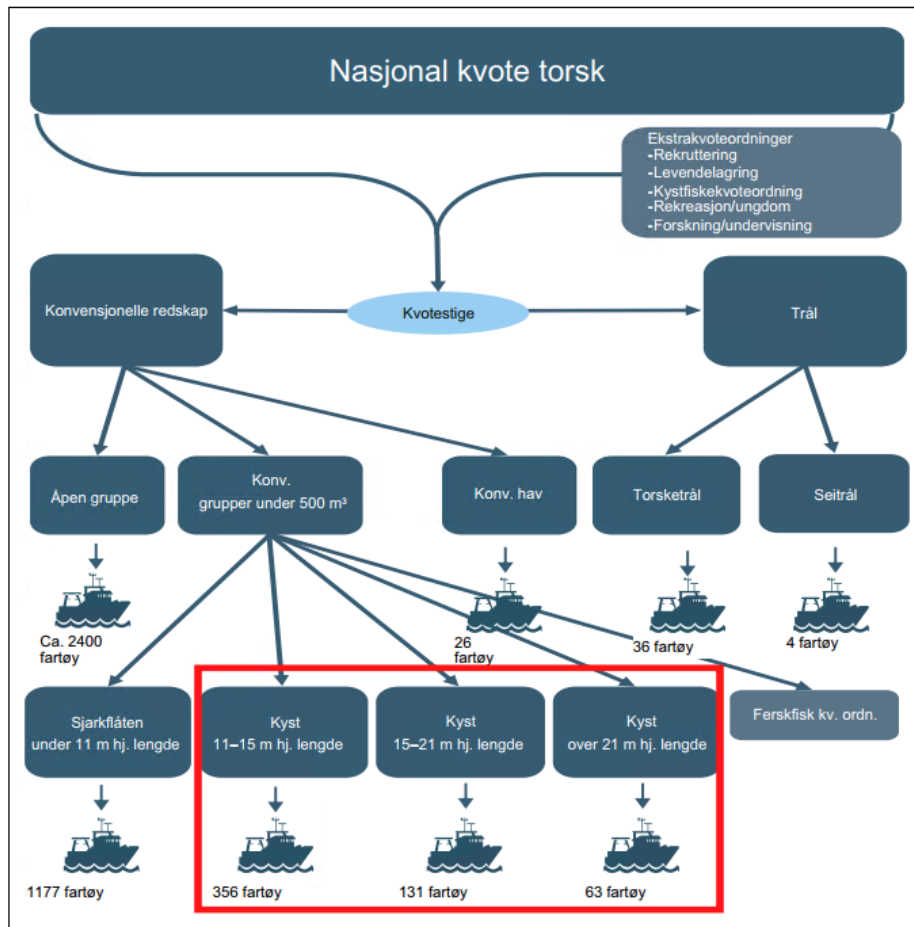 Nasjonal kvote torsk
Ekstrakvoteordninger
-Rekruttering
-Levendelagring
-Kystfiskekvoteordning
-Rekreasjon/ungdom
-Forskning/undervisning
Konvensjonelle redskap
Kvotestige
Trål
Åpen gruppe
Konv.
grupper under 500 m³
Konv. hav
Torsketrål
Seitrål
Ca. 2400
fartøy
26
fartøy
36 fartøy
4 fartøy
Sjarkflåten
under 11 m hj. lengde
Kyst
11–15 m hj. lengde
Kyst
15–21 m hj. lengde
Kyst
over 21 m hj. lengde
Ferskfisk kv. ordn.
1177 fartøy
356 fartøy
131 fartøy
63 fartøy